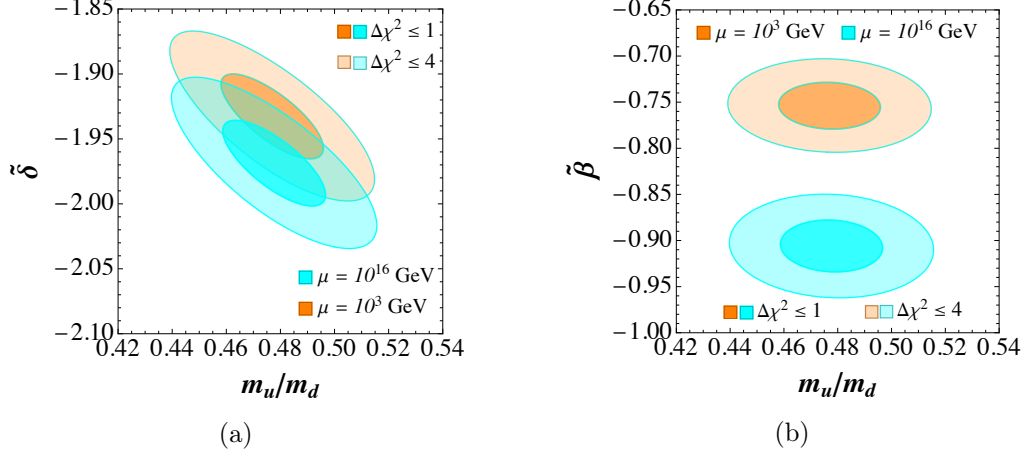 −1.85
−1.90
−1.95
−2.00
−2.05
−2.10
δ̃
Δχ² ≤ 1
Δχ² ≤ 4
μ = 10¹⁶ GeV
μ = 10³ GeV
0.42 0.44 0.46 0.48 0.50 0.52 0.54
m_u/m_d
(a)
−0.65
−0.70
−0.75
−0.80
−0.85
−0.90
−0.95
−1.00
β̃
μ = 10³ GeV μ = 10¹⁶ GeV
Δχ² ≤ 1 Δχ² ≤ 4
0.42 0.44 0.46 0.48 0.50 0.52 0.54
m_u/m_d
(b)